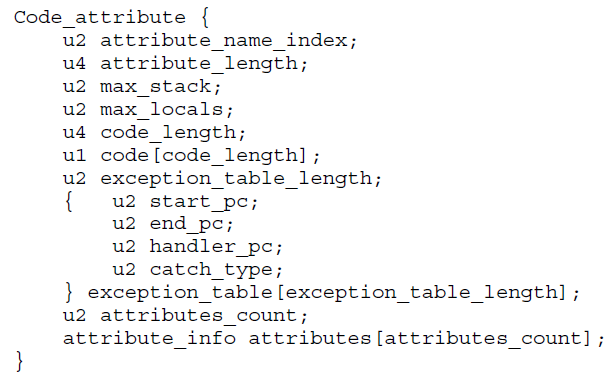 Code_attribute {
    u2 attribute_name_index;
    u4 attribute_length;
    u2 max_stack;
    u2 max_locals;
    u4 code_length;
    u1 code[code_length];
    u2 exception_table_length;
    {   u2 start_pc;
        u2 end_pc;
        u2 handler_pc;
        u2 catch_type;
    } exception_table[exception_table_length];
    u2 attributes_count;
    attribute_info attributes[attributes_count];
}